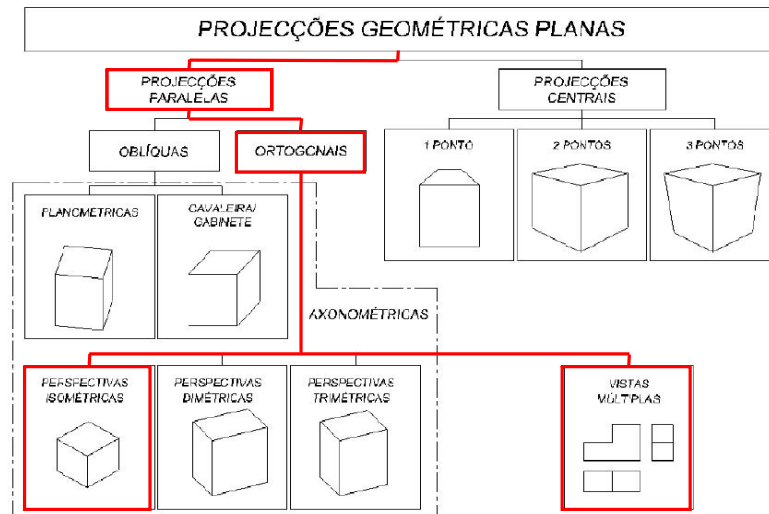 PROJECÇÕES GEOMÉTRICAS PLANAS
PROJECÇÕES
PARALELAS
PROJECÇÕES
CENTRAIS
OBLÍQUAS
ORTOGONAIS
1 PONTO
2 PONTOS
3 PONTOS
PLANOMÉTRICAS
CAVALEIRA/
GABINETE
AXONOMÉTRICAS
PERSPECTIVAS
ISOMÉTRICAS
PERSPECTIVAS
DIMÉTRICAS
PERSPECTIVAS
TRIMÉTRICAS
VISTAS
MÚLTIPLAS